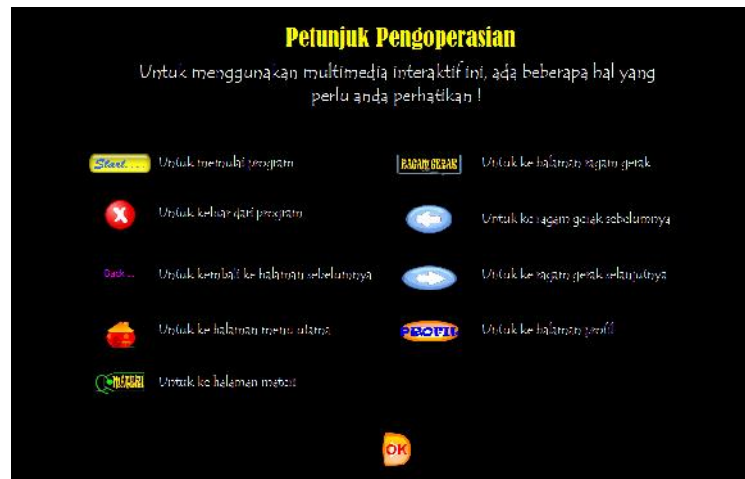 Petunjuk Pengoperasian
Untuk menggunakan multimedia interaktif ini, ada beberapa hal yang
perlu anda perhatikan !
Start.... Untuk memulai program
Untuk keluar dari program
Back... Untuk kembali ke halaman sebelumnya
Untuk ke halaman menu utama
MATERI Untuk ke halaman materi
RAGAM GERAK Untuk ke halaman ragam gerak
Untuk ke ragam gerak sebelumnya
Untuk ke ragam gerak selanjutnya
PROFIL Untuk ke halaman profil
OK